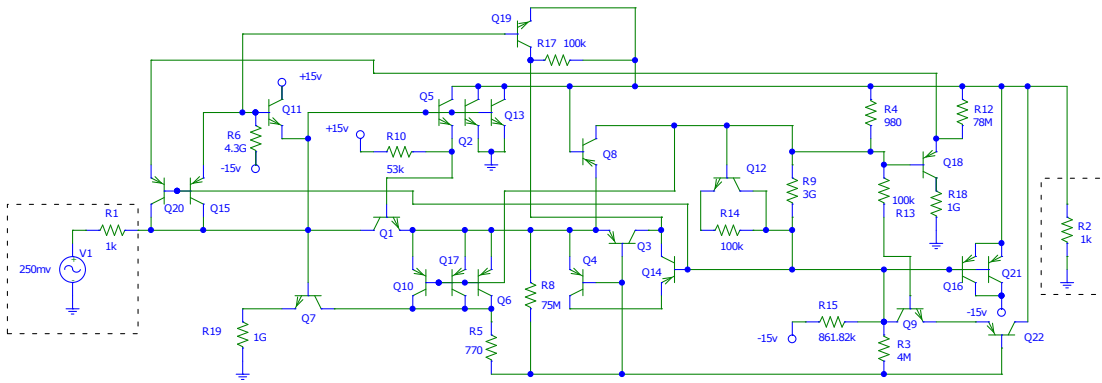 Q19
R17 100k
+15v
Q5
Q11
Q13
R4
980
R12
78M
R6
4.3G
+15v
R10
Q2
Q8
-15v
53k
Q12
Q18
R9
3G
R18
1G
100k
R13
Q20
Q15
R1
1k
Q1
R14
100k
Q3
R2
1k
V1
250mv
Q17
Q4
Q14
Q10
Q6
R8
75M
Q16
Q21
Q7
R15
-15v
R19
1G
R5
770
-15v
861.82k
Q9
Q22
R3
4M